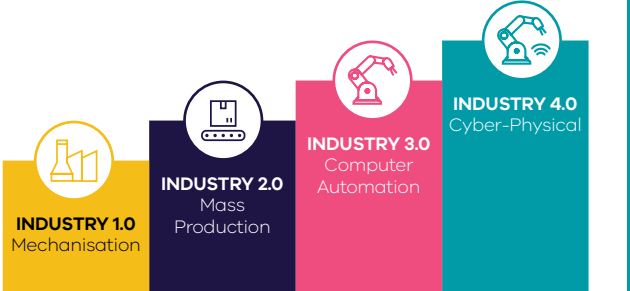 INDUSTRY 1.0
Mechanisation
INDUSTRY 2.0
Mass
Production
INDUSTRY 3.0
Computer
Automation
INDUSTRY 4.0
Cyber-Physical